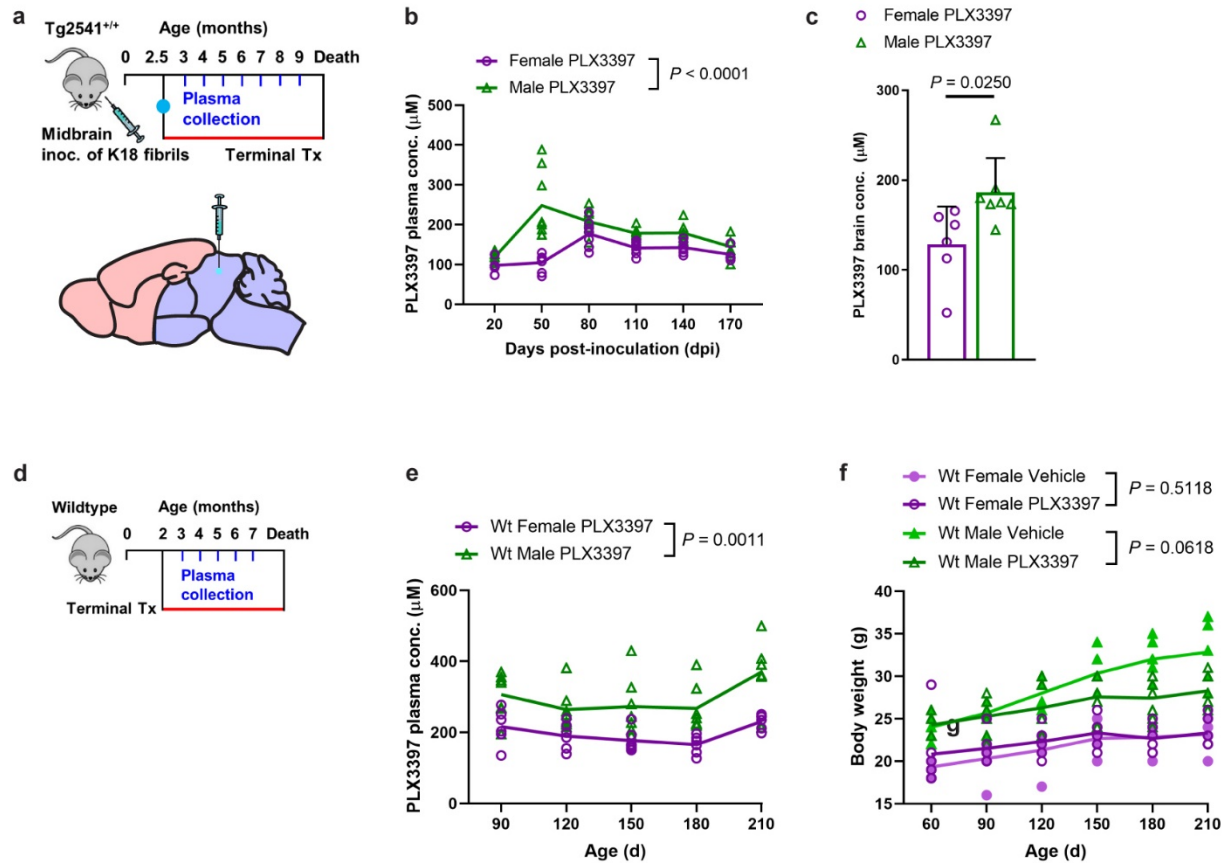 a
Tg2541+/+
Age (months)
0 2.5 3 4 5 6 7 8 9 Death
Plasma
collection
Midbrain
inoc. of K18 fibrils
Terminal Tx
b
Female PLX3397
Male PLX3397
P < 0.0001
PLX3397 plasma conc. (μM)
500
400
300
200
100
0
20 50 80 110 140 170
Days post-inoculation (dpi)
c
Female PLX3397
Male PLX3397
P = 0.0250
PLX3397 brain conc. (μM)
300
200
100
0
d
Wildtype
Age (months)
0 2 3 4 5 6 7 Death
Plasma
collection
Terminal Tx
e
Wt Female PLX3397
Wt Male PLX3397
P = 0.0011
PLX3397 plasma conc. (μM)
600
400
200
0
90 120 150 180 210
Age (d)
f
Wt Female Vehicle
Wt Female PLX3397
P = 0.5118
Wt Male Vehicle
Wt Male PLX3397
P = 0.0618
Body weight (g)
40
35
30
25
20
15
g
60 90 120 150 180 210
Age (d)